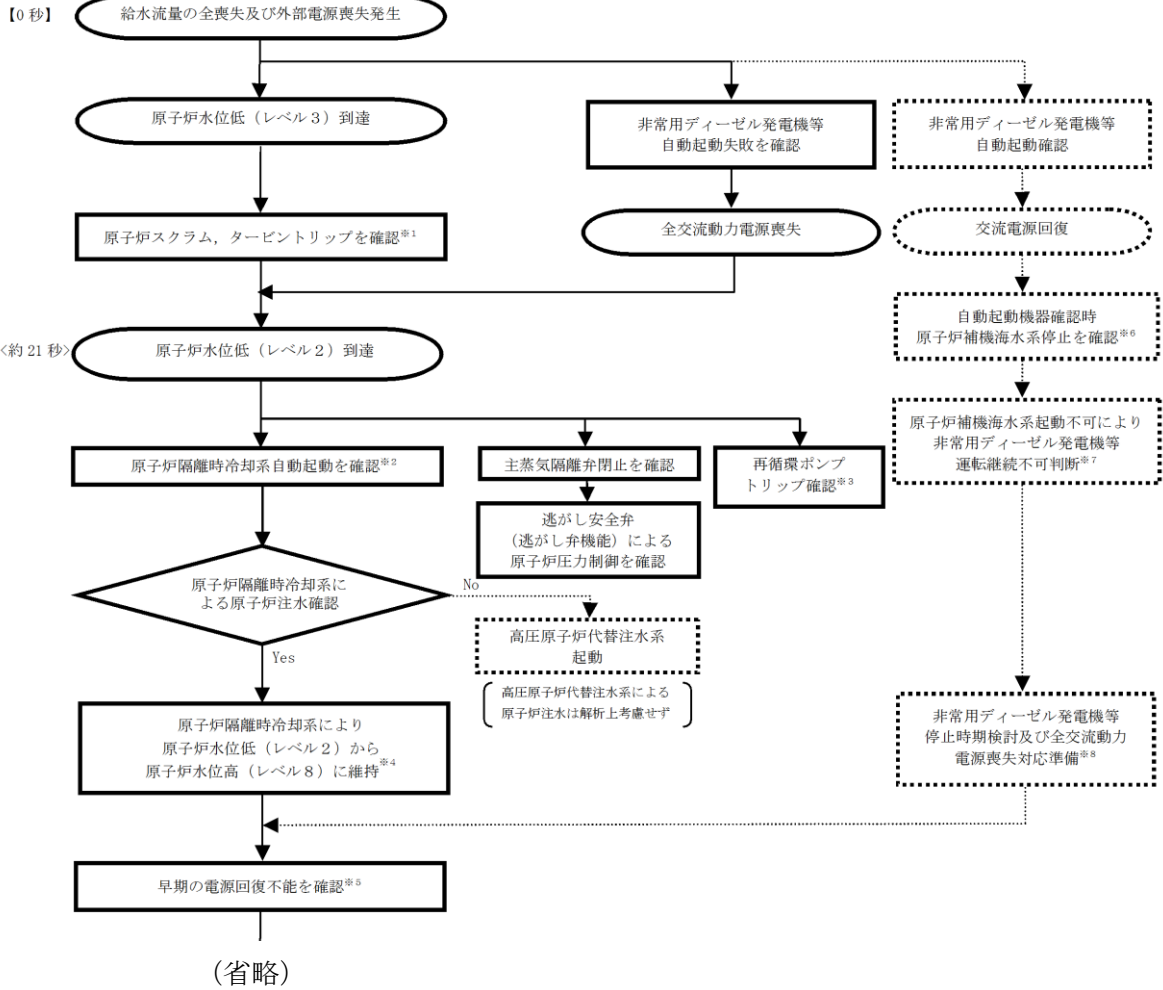 【0 秒】
給水流量の全喪失及び外部電源喪失発生
原子炉水位低（レベル３）到達
非常用ディーゼル発電機等
自動起動失敗を確認
非常用ディーゼル発電機等
自動起動確認
原子炉スクラム，タービントリップを確認※1
全交流動力電源喪失
交流電源回復
自動起動機器確認時
原子炉補機海水系停止を確認※6
<約 21 秒>
原子炉水位低（レベル２）到達
原子炉補機海水系起動不可により
非常用ディーゼル発電機等
運転継続不可判断※7
原子炉隔離時冷却系自動起動を確認※2
主蒸気隔離弁閉止を確認
再循環ポンプ
トリップ確認※3
逃がし安全弁
（逃がし弁機能）による
原子炉圧力制御を確認
原子炉隔離時冷却系に
よる原子炉注水確認
No
高圧原子炉代替注水系
起動
Yes
高圧原子炉代替注水系による
原子炉注水は解析上考慮せず
原子炉隔離時冷却系により
原子炉水位低（レベル２）から
原子炉水位高（レベル８）に維持※4
非常用ディーゼル発電機等
停止時期検討及び全交流動力
電源喪失対応準備※8
早期の電源回復不能を確認※5
（省略）